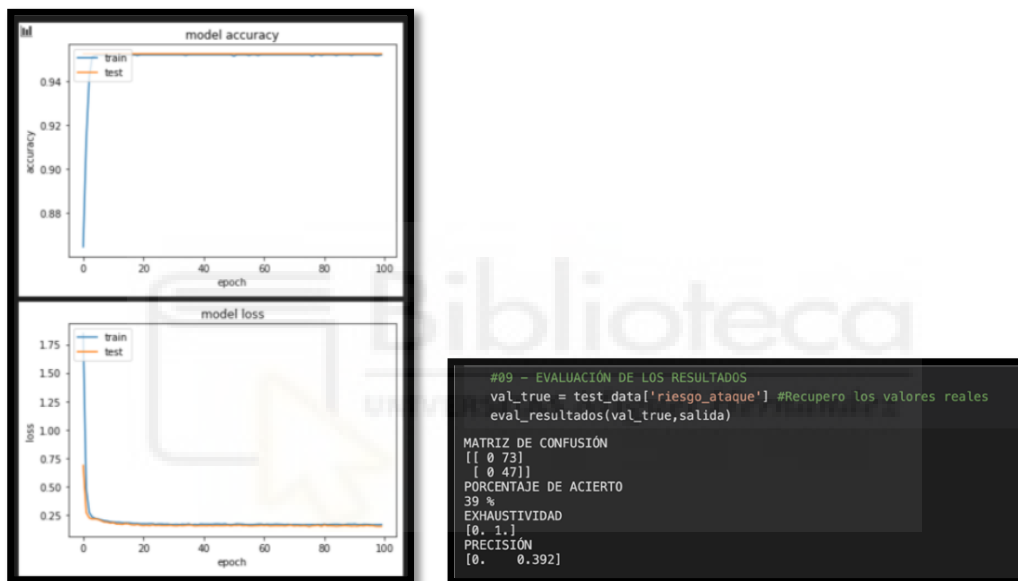 model accuracy
train
test
0.94
0.92
0.90
0.88
accuracy
0 20 40 60 80 100
epoch
model loss
train
test
1.75
1.50
1.25
1.00
0.75
0.50
0.25
loss
0 20 40 60 80 100
epoch
Biblioteca
#09 - EVALUACIÓN DE LOS RESULTADOS
val_true = test_data['riesgo_ataque'] #Recupero los valores reales
eval_resultados(val_true,salida)
MATRIZ DE CONFUSIÓN
[[ 0 73]
[ 0 47]]
PORCENTAJE DE ACIERTO
39 %
EXHAUSTIVIDAD
[0. 1.]
PRECISIÓN
[0. 0.392]